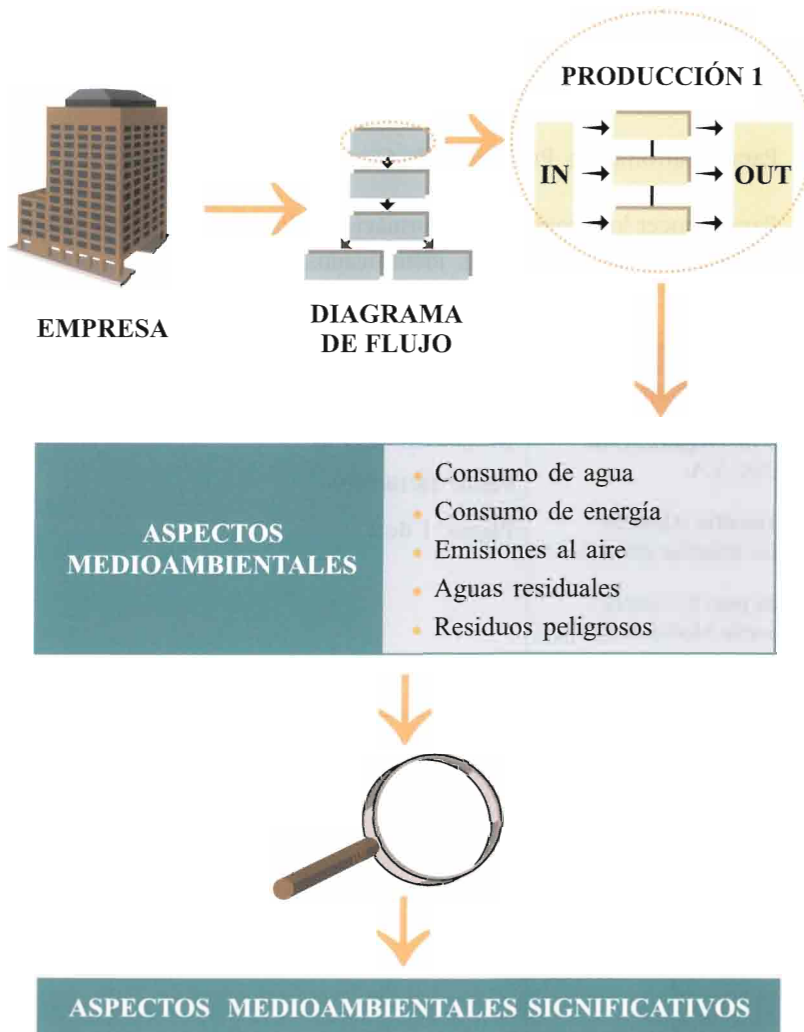 PRODUCCIÓN 1
IN
OUT
EMPRESA
DIAGRAMA
DE FLUJO
ASPECTOS
MEDIOAMBIENTALES
• Consumo de agua
• Consumo de energía
• Emisiones al aire
• Aguas residuales
• Residuos peligrosos
ASPECTOS MEDIOAMBIENTALES SIGNIFICATIVOS